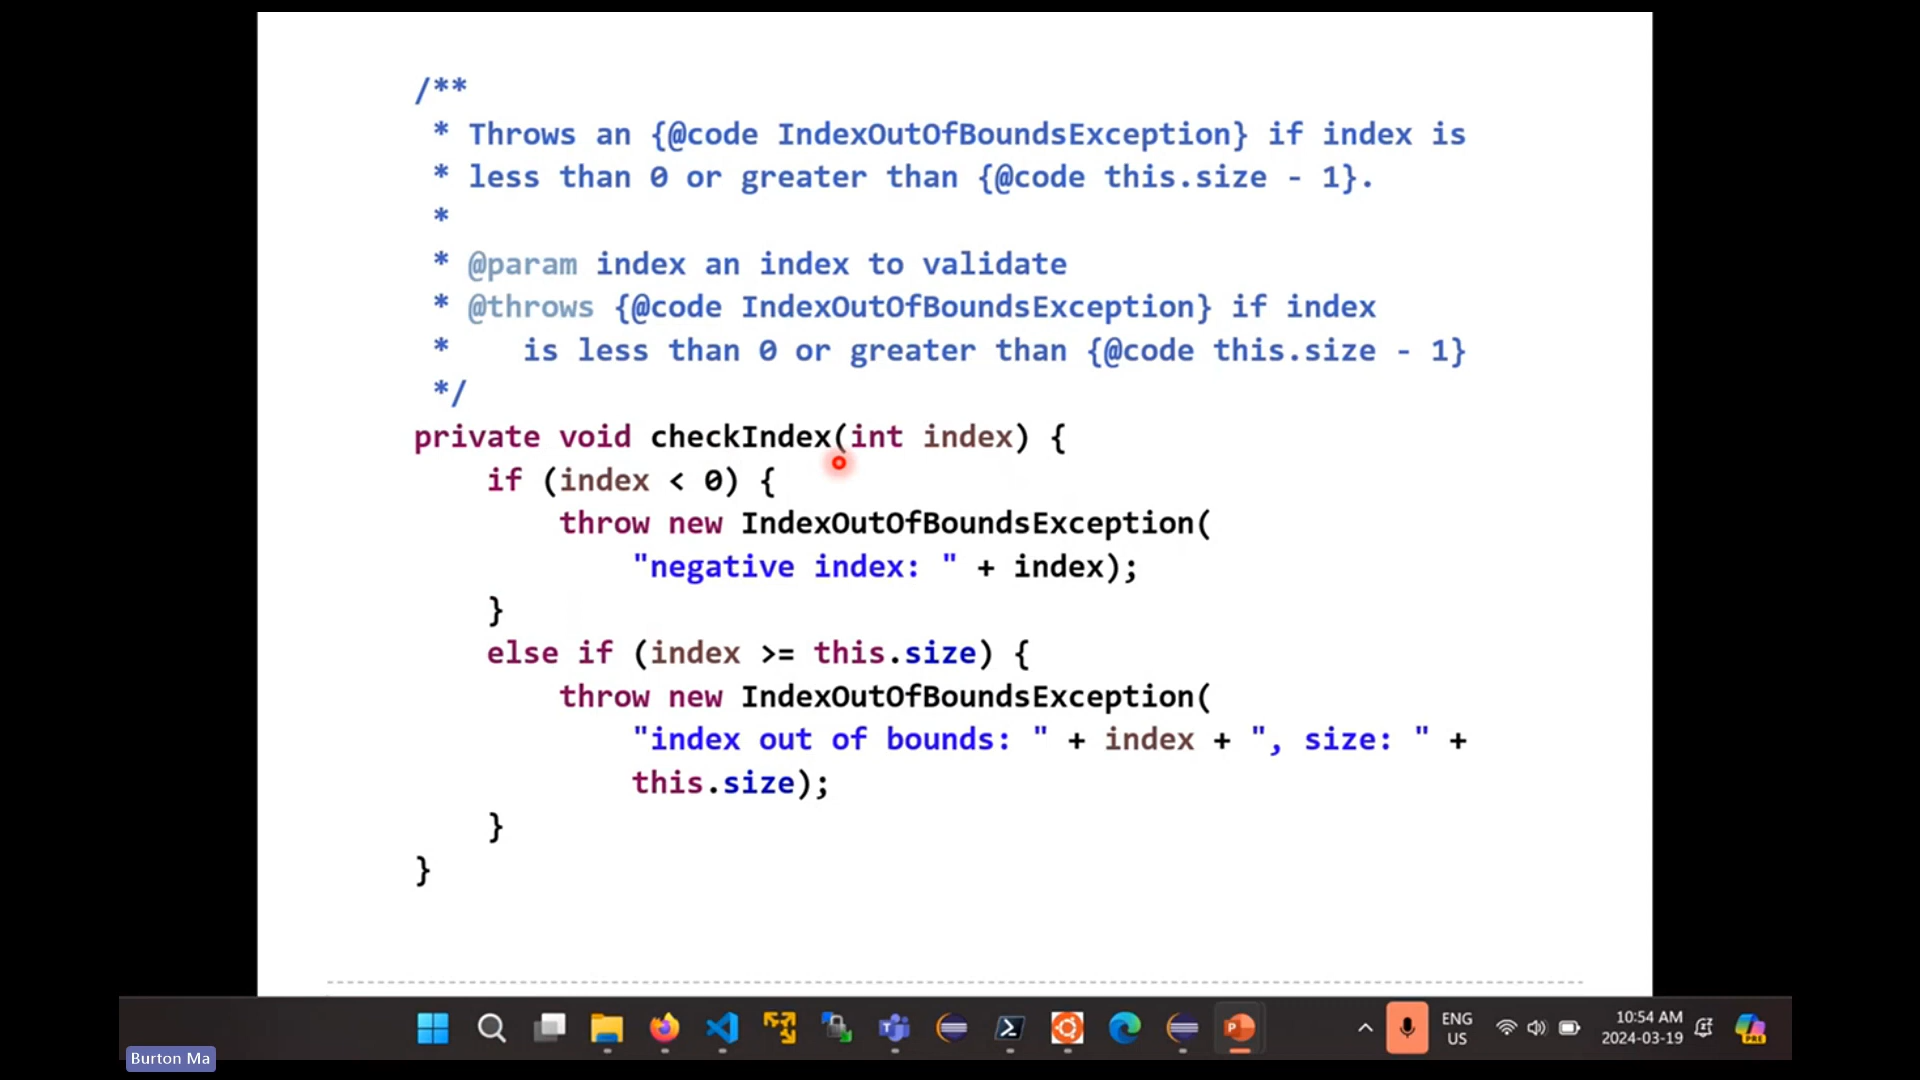 /**
* Throws an {@code IndexOutOfBoundsException} if index is
* less than 0 or greater than {@code this.size - 1}.
*
* @param index an index to validate
* @throws {@code IndexOutOfBoundsException} if index
* is less than 0 or greater than {@code this.size - 1}
*/
private void checkIndex(int index) {
if (index < 0) {
throw new IndexOutOfBoundsException(
"negative index: " + index);
}
else if (index >= this.size) {
throw new IndexOutOfBoundsException(
"index out of bounds: " + index + ", size: " +
this.size);
}
}
ENG
US
10:54 AM
2024-03-19
PRE
Burton Ma